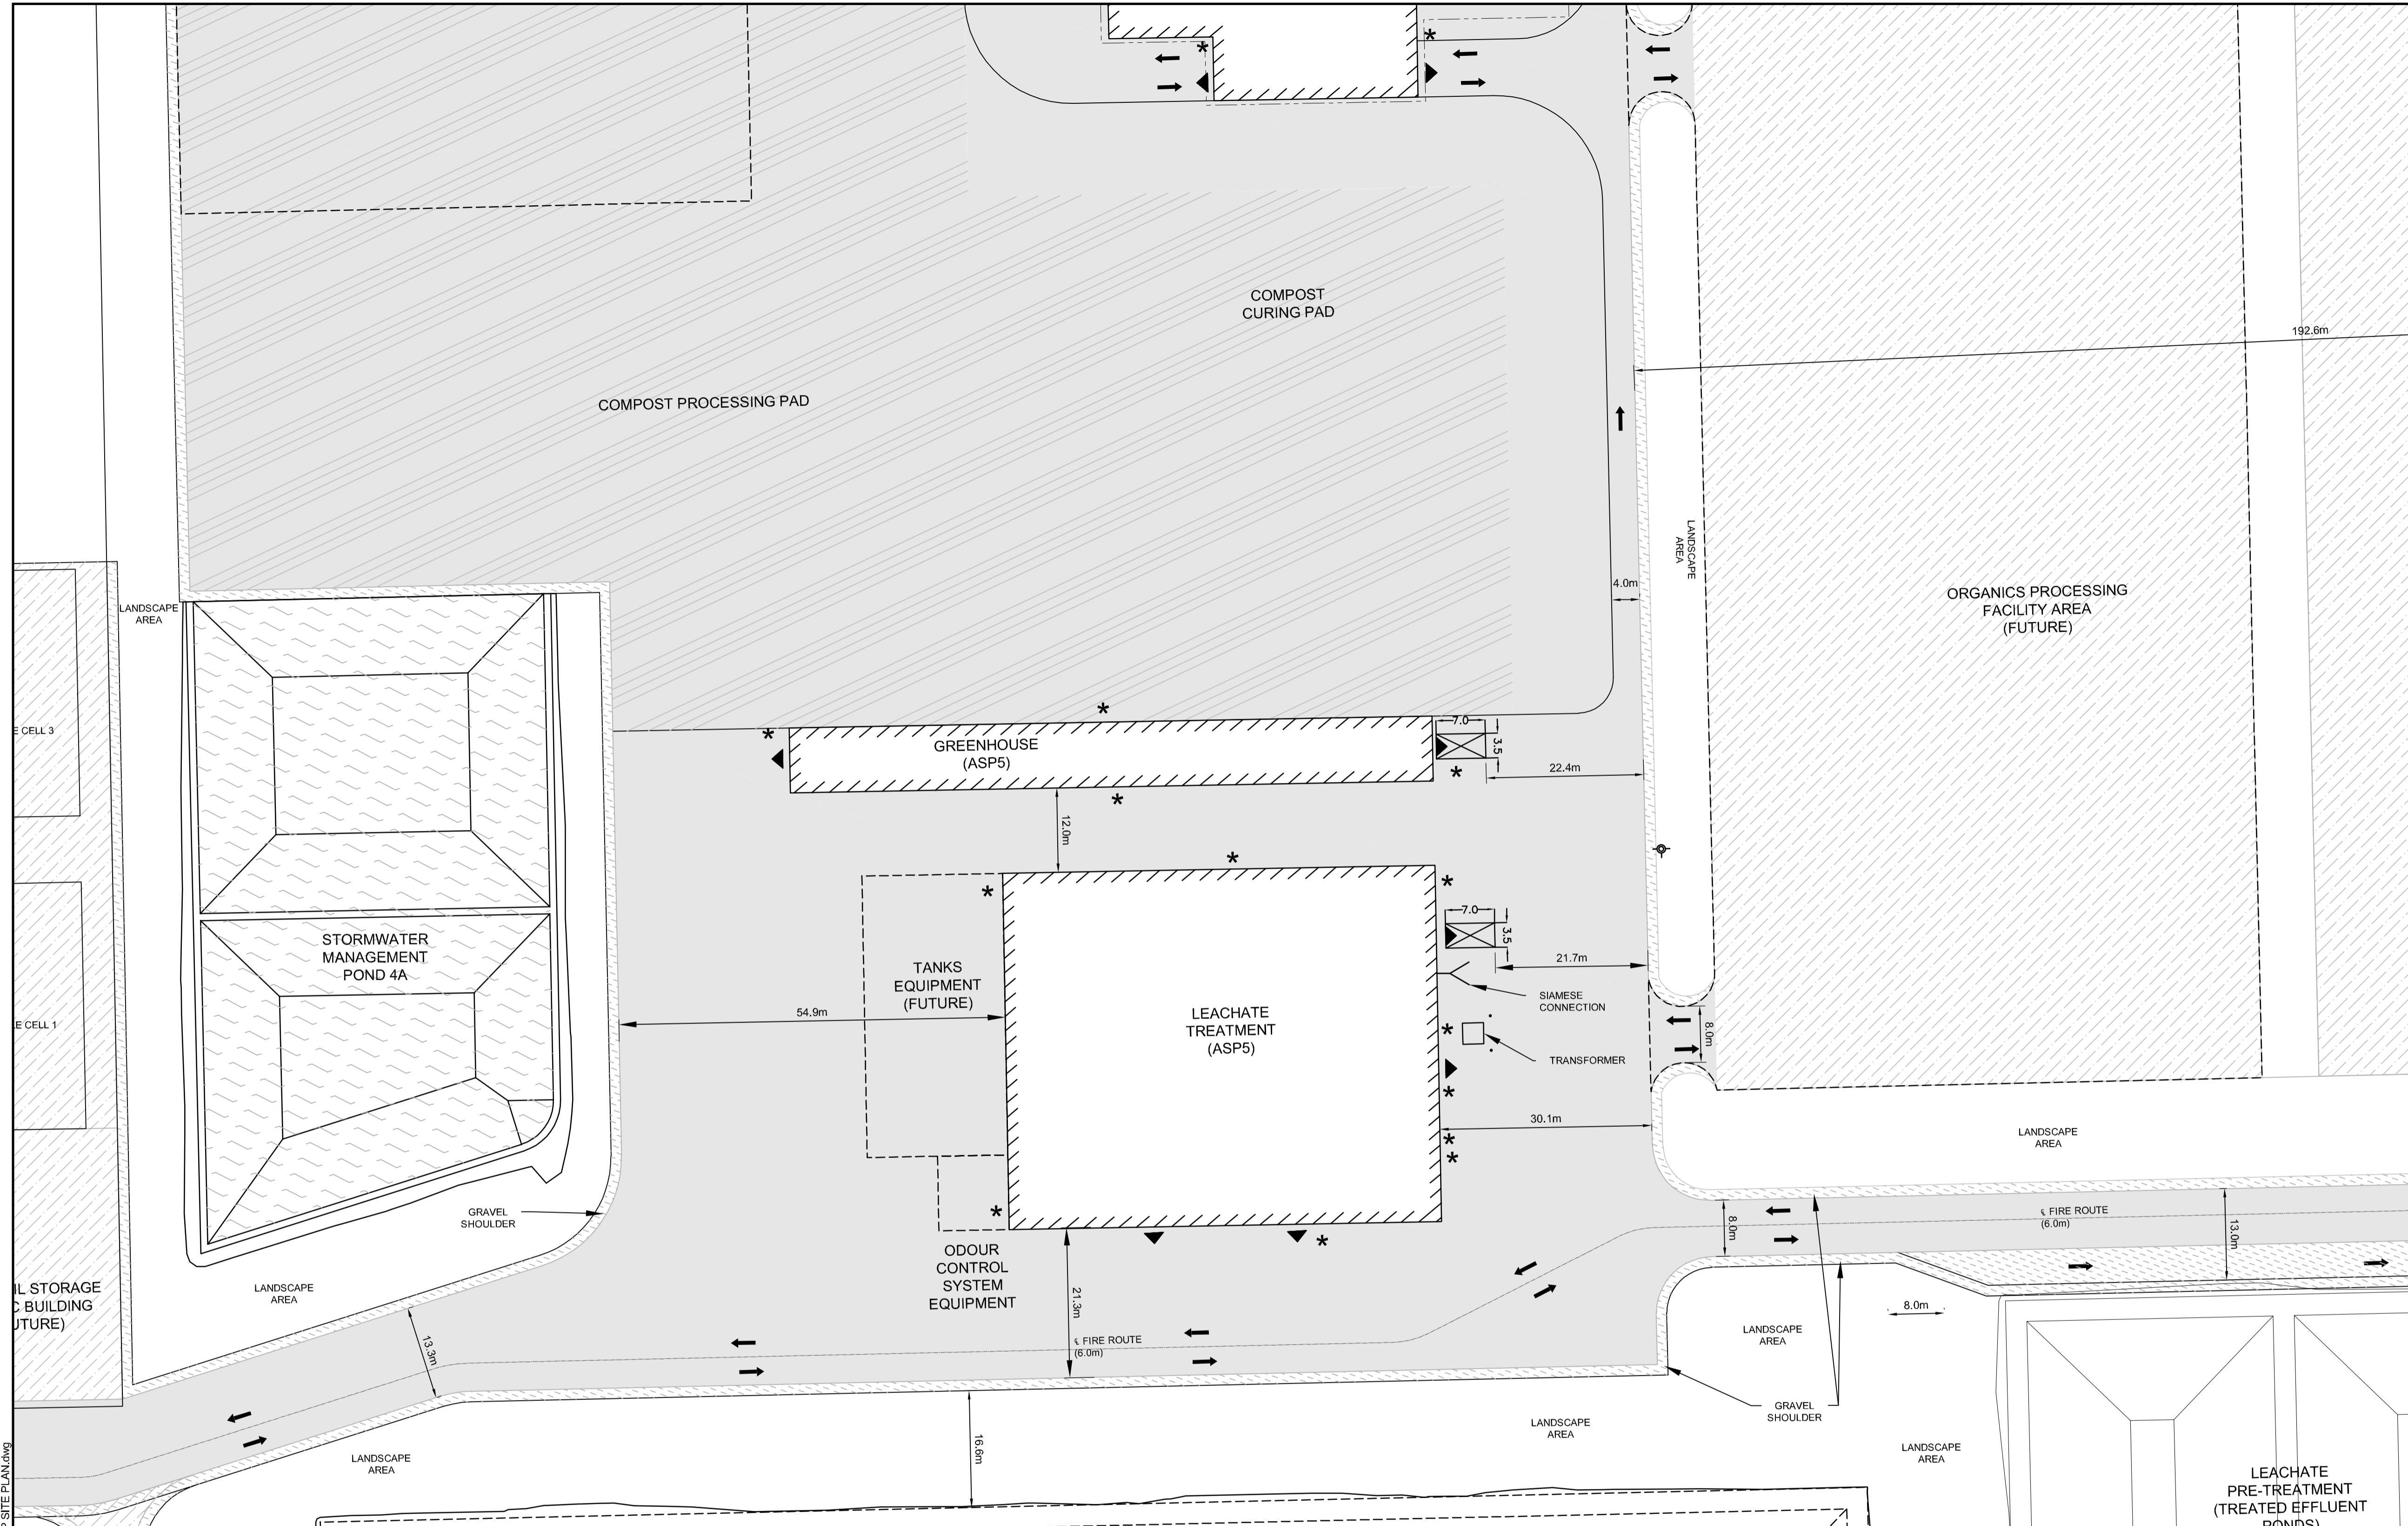 COMPOST
CURING PAD
192.6m
COMPOST PROCESSING PAD
LANDSCAPE
AREA
4.0m
ORGANICS PROCESSING
FACILITY AREA
(FUTURE)
LANDSCAPE
AREA
E CELL 3
GREENHOUSE
(ASP5)
7.0
3.5
22.4m
12.0m
STORMWATER
MANAGEMENT
POND 4A
TANKS
EQUIPMENT
(FUTURE)
7.0
3.5
21.7m
SIAMESE
CONNECTION
54.9m
LEACHATE
TREATMENT
(ASP5)
E CELL 1
8.0m
TRANSFORMER
30.1m
LANDSCAPE
AREA
GRAVEL
SHOULDER
8.0m
℄ FIRE ROUTE
(6.0m)
13.0m
ODOUR
CONTROL
SYSTEM
EQUIPMENT
LANDSCAPE
AREA
IL STORAGE
C BUILDING
UTURE)
21.3m
8.0m
13.3m
℄ FIRE ROUTE
(6.0m)
LANDSCAPE
AREA
GRAVEL
SHOULDER
16.6m
LANDSCAPE
AREA
LANDSCAPE
AREA
LANDSCAPE
AREA
LEACHATE
PRE-TREATMENT
(TREATED EFFLUENT
PONDS)
P SITE PLAN.dwg